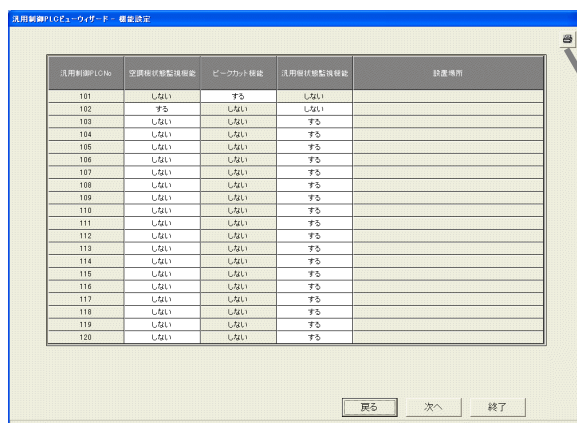 汎用制御PLCビューウィザード - 機能設定
汎用制御PLCNo 空調機状態監視機能 ピークカット機能 汎用機状態監視機能 設置場所
101 しない する しない
102 する しない しない
103 しない しない する
104 しない しない する
105 しない しない する
106 しない しない する
107 しない しない する
108 しない しない する
109 しない しない する
110 しない しない する
111 しない しない する
112 しない しない する
113 しない しない する
114 しない しない する
115 しない しない する
116 しない しない する
117 しない しない する
118 しない しない する
119 しない しない する
120 しない しない する
戻る 次へ 終了